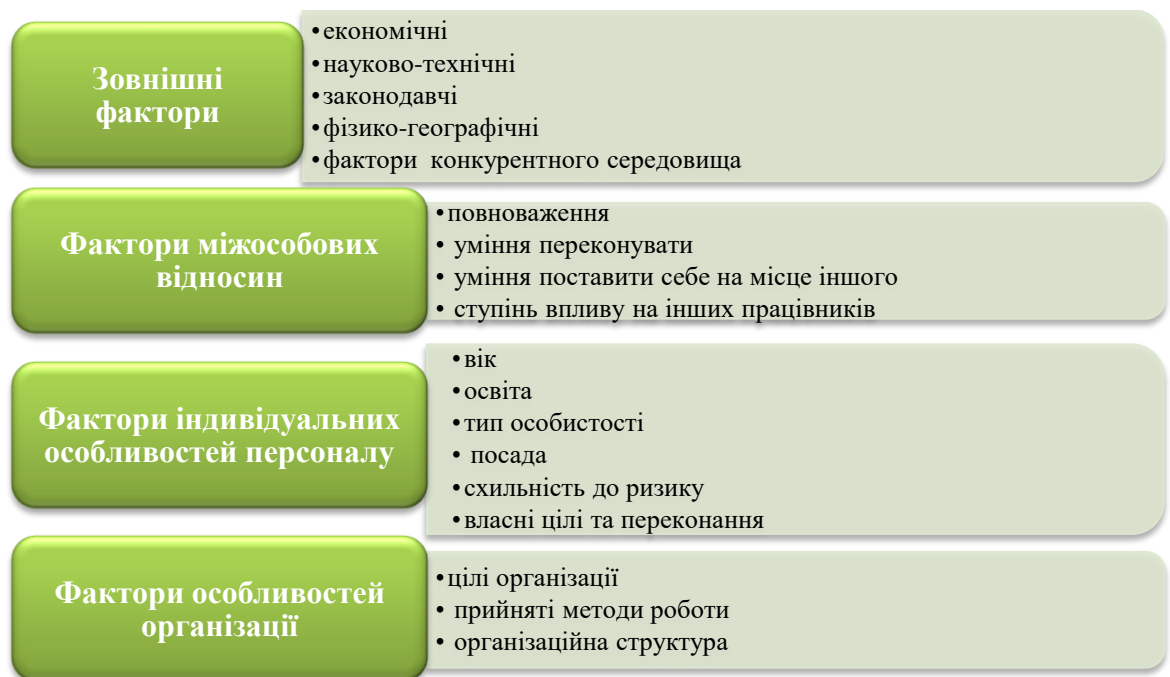 Зовнішні
фактори
•економічні
•науково-технічні
•законодавчі
•фізико-географічні
•фактори конкурентного середовища
Фактори міжособових
відносин
•повноваження
• уміння переконувати
• уміння поставити себе на місце іншого
• ступінь впливу на інших працівників
Фактори індивідуальних
особливостей персоналу
•вік
•освіта
•тип особистості
• посада
•схильність до ризику
•власні цілі та переконання
Фактори особливостей
організації
•цілі організації
• прийняті методи роботи
• організаційна структура